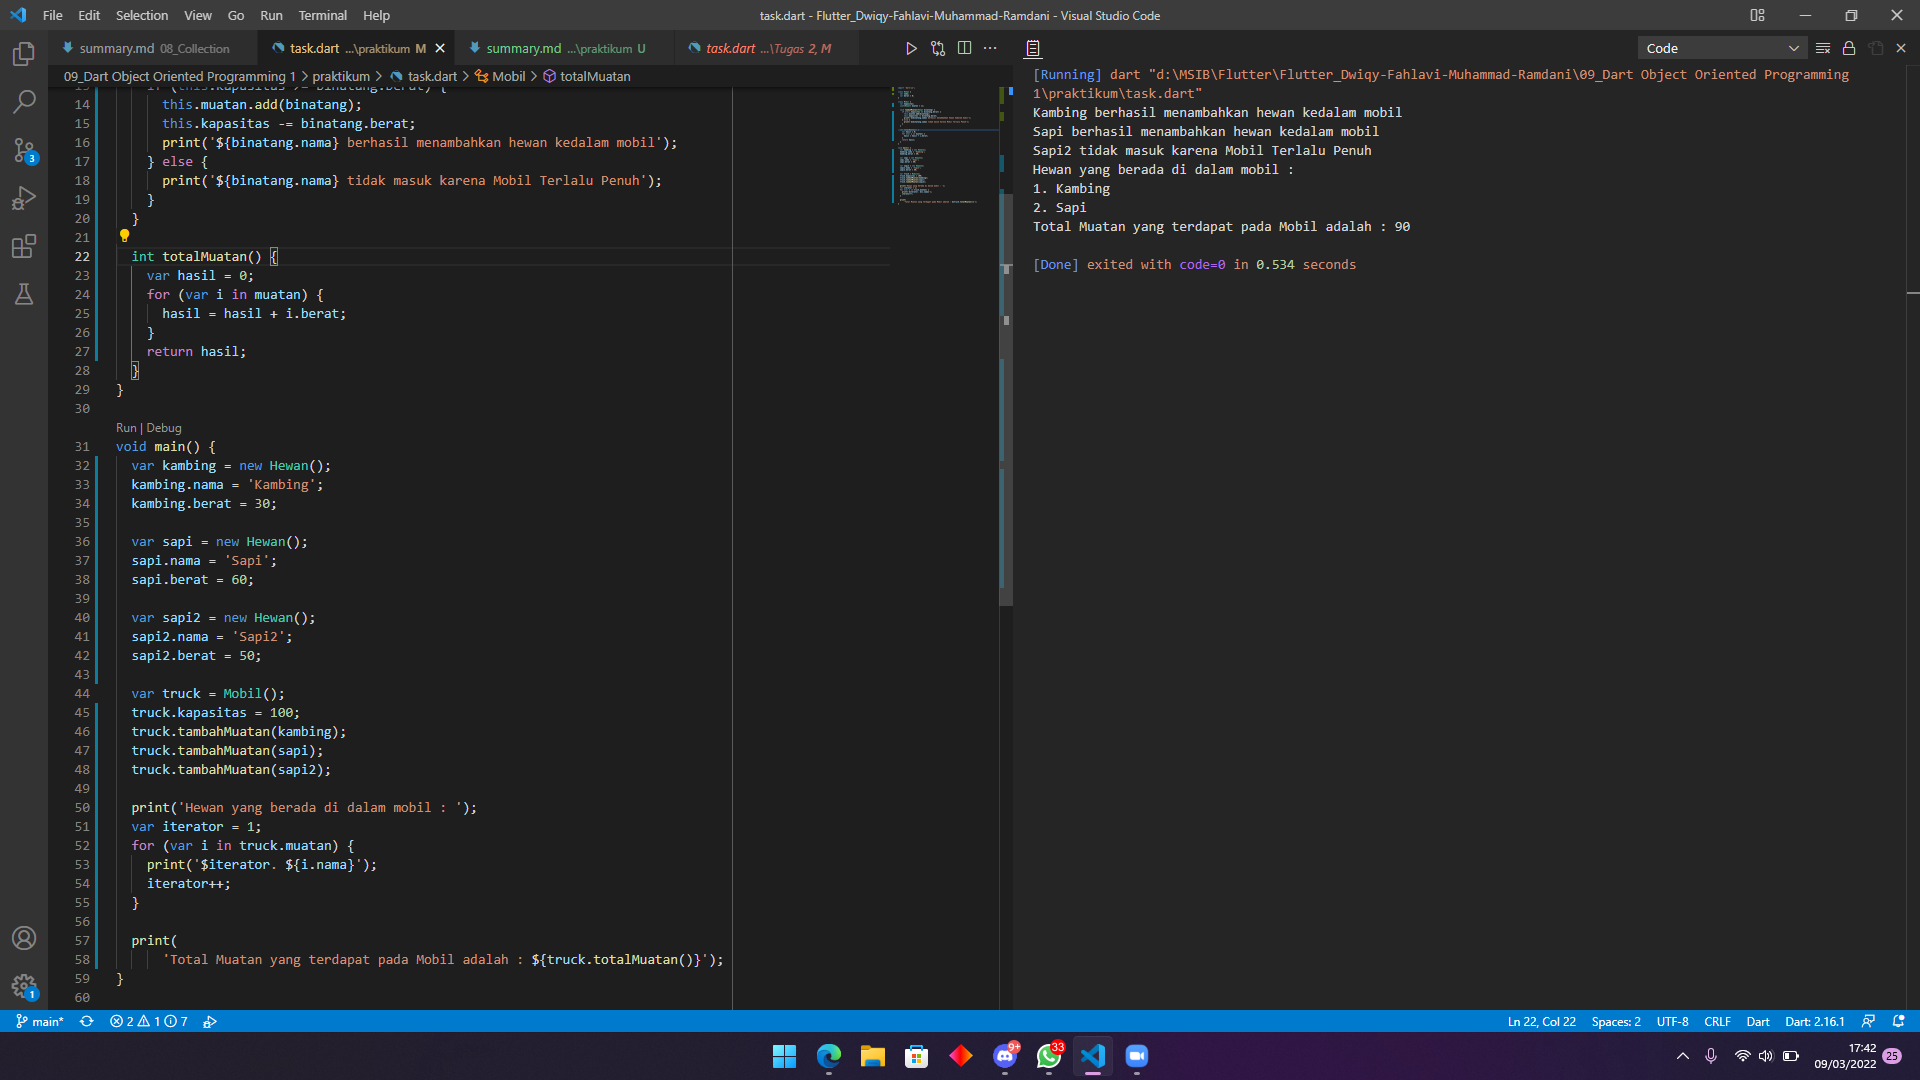 File Edit Selection View Go Run Terminal Help
task.dart - Flutter_Dwiqy-Fahlavi-Muhammad-Ramdani - Visual Studio Code
summary.md 08_Collection
task.dart ...\praktikum M
summary.md ...\praktikum U
task.dart ...\Tugas 2, M
09_Dart Object Oriented Programming 1 > praktikum > task.dart > Mobil > totalMuatan
14 this.muatan.add(binatang);
15 this.kapasitas -= binatang.berat;
16 print('${binatang.nama} berhasil menambahkan hewan kedalam mobil');
17 } else {
18 print('${binatang.nama} tidak masuk karena Mobil Terlalu Penuh');
19 }
20 }
21
22 int totalMuatan() {
23 var hasil = 0;
24 for (var i in muatan) {
25 hasil = hasil + i.berat;
26 }
27 return hasil;
28 }
29 }
30
Run | Debug
31 void main() {
32 var kambing = new Hewan();
33 kambing.nama = 'Kambing';
34 kambing.berat = 30;
35
36 var sapi = new Hewan();
37 sapi.nama = 'Sapi';
38 sapi.berat = 60;
39
40 var sapi2 = new Hewan();
41 sapi2.nama = 'Sapi2';
42 sapi2.berat = 50;
43
44 var truck = Mobil();
45 truck.kapasitas = 100;
46 truck.tambahMuatan(kambing);
47 truck.tambahMuatan(sapi);
48 truck.tambahMuatan(sapi2);
49
50 print('Hewan yang berada di dalam mobil : ');
51 var iterator = 1;
52 for (var i in truck.muatan) {
53 print('$iterator. ${i.nama}');
54 iterator++;
55 }
56
57 print(
58 'Total Muatan yang terdapat pada Mobil adalah : ${truck.totalMuatan()}');
59 }
60
Code
[Running] dart "d:\MSIB\Flutter\Flutter_Dwiqy-Fahlavi-Muhammad-Ramdani\09_Dart Object Oriented Programming
1\praktikum\task.dart"
Kambing berhasil menambahkan hewan kedalam mobil
Sapi berhasil menambahkan hewan kedalam mobil
Sapi2 tidak masuk karena Mobil Terlalu Penuh
Hewan yang berada di dalam mobil :
1. Kambing
2. Sapi
Total Muatan yang terdapat pada Mobil adalah : 90
[Done] exited with code=0 in 0.534 seconds
3
1
main* 2 1 7
Ln 22, Col 22 Spaces: 2 UTF-8 CRLF Dart Dart: 2.16.1
9+
33
17:42
09/03/2022
25